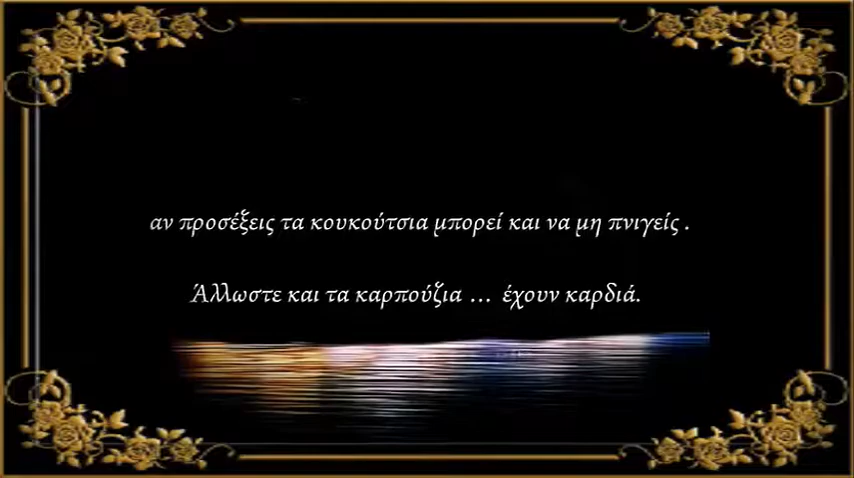 αν προσέξεις τα κουκούτσια μπορεί και να μη πνιγείς .
Άλλωστε και τα καρπούζια ... έχουν καρδιά.